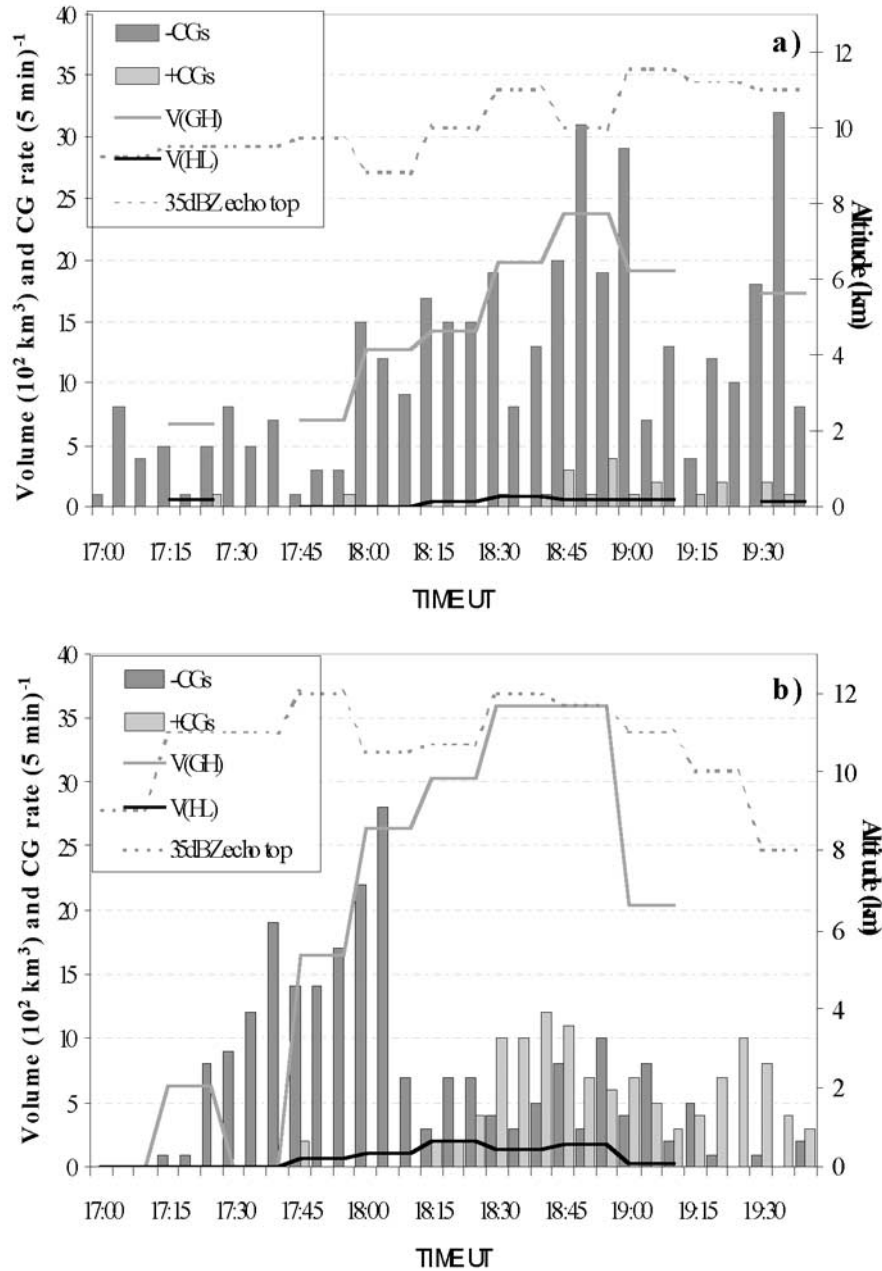 a)
40
35
30
25
20
15
10
5
0
Volume (10² km³) and CG rate (5 min)⁻¹
-CGs
+CGs
V(GH)
V(HL)
35dBZ echo top
12
10
8
6
4
2
0
Altitude (km)
17:00 17:15 17:30 17:45 18:00 18:15 18:30 18:45 19:00 19:15 19:30
TIME UT
b)
40
35
30
25
20
15
10
5
0
Volume (10² km³) and CG rate (5 min)⁻¹
-CGs
+CGs
V(GH)
V(HL)
35dBZ echo top
12
10
8
6
4
2
0
Altitude (km)
17:00 17:15 17:30 17:45 18:00 18:15 18:30 18:45 19:00 19:15 19:30
TIME UT